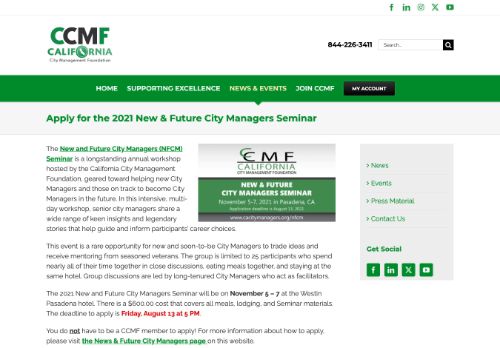 CCMF
CALIFORNIA
City Management Foundation
844-226-3411
Search...
HOME SUPPORTING EXCELLENCE NEWS & EVENTS JOIN CCMF MY ACCOUNT
Apply for the 2021 New & Future City Managers Seminar
The New and Future City Managers (NFCM)
Seminar is a longstanding annual workshop
hosted by the California City Management
Foundation, geared toward helping new City
Managers and those on track to become City
Managers in the future. In this intensive, multi-
day workshop, senior city managers share a
wide range of keen insights and legendary
stories that help guide and inform participants' career choices.
CCMF
CALIFORNIA
CITY MANAGEMENT FOUNDATION
NEW & FUTURE
CITY MANAGERS SEMINAR
November 5-7, 2021 in Pasadena, CA
Application deadline is August 13, 2021
www.cacitymanagers.org/nfcm
This event is a rare opportunity for new and soon-to-be City Managers to trade ideas and
receive mentoring from seasoned veterans. The group is limited to 25 participants who spend
nearly all of their time together in close discussions, eating meals together, and staying at the
same hotel. Group discussions are led by long-tenured City Managers who act as facilitators.
The 2021 New and Future City Managers Seminar will be on November 5 – 7 at the Westin
Pasadena hotel. There is a $600.00 cost that covers all meals, lodging, and Seminar materials.
The deadline to apply is Friday, August 13 at 5 PM.
You do not have to be a CCMF member to apply! For more information about how to apply,
please visit the News & Future City Managers page on this website.
> News
> Events
> Press Material
> Contact Us
Get Social